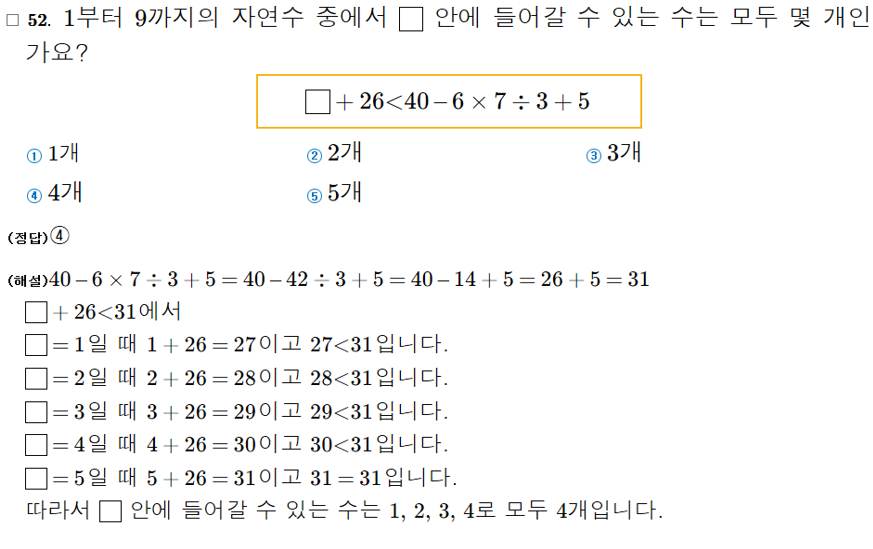 □ 52. 1부터 9까지의 자연수 중에서 □ 안에 들어갈 수 있는 수는 모두 몇 개인
가요?
□ + 26<40 − 6 × 7 ÷ 3 + 5
① 1개 ② 2개 ③ 3개
④ 4개 ⑤ 5개
(정답)④
(해설)40 − 6 × 7 ÷ 3 + 5 = 40 − 42 ÷ 3 + 5 = 40 − 14 + 5 = 26 + 5 = 31
□ + 26<31에서
□ = 1일 때 1 + 26 = 27이고 27<31입니다.
□ = 2일 때 2 + 26 = 28이고 28<31입니다.
□ = 3일 때 3 + 26 = 29이고 29<31입니다.
□ = 4일 때 4 + 26 = 30이고 30<31입니다.
□ = 5일 때 5 + 26 = 31이고 31 = 31입니다.
따라서 □ 안에 들어갈 수 있는 수는 1, 2, 3, 4로 모두 4개입니다.